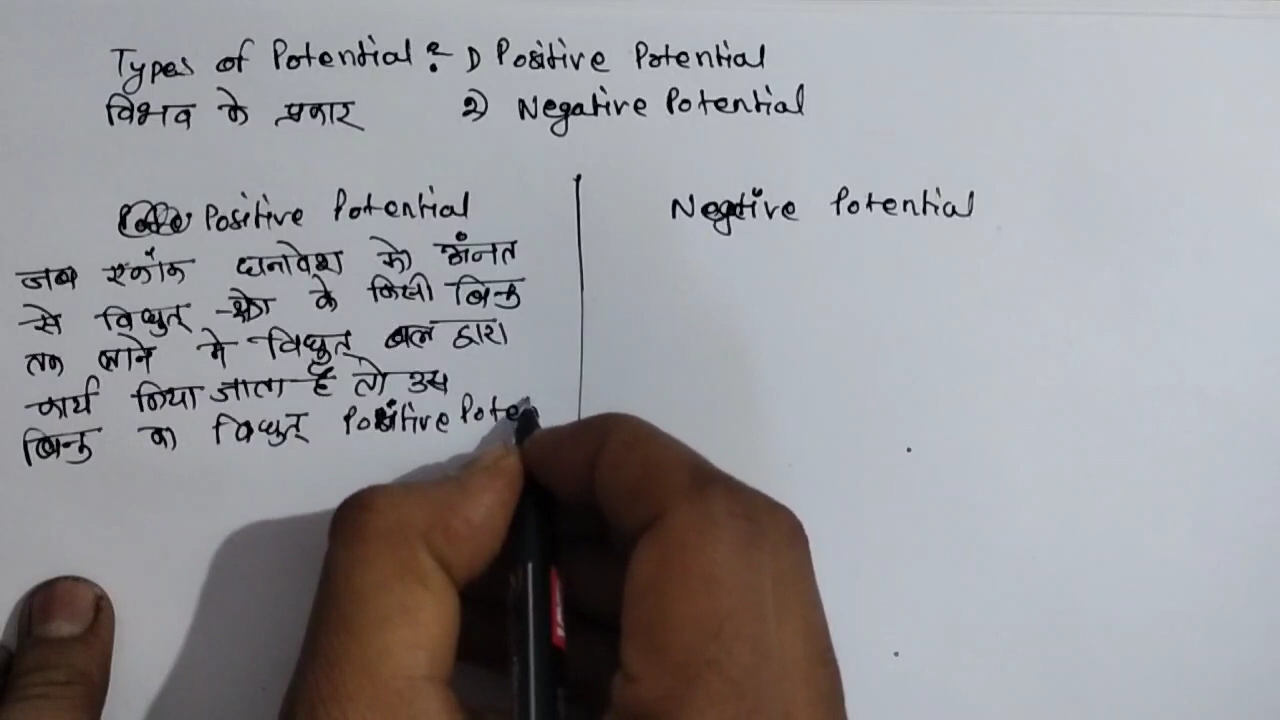 Types of Potential: 1) Positive Potential
विभव के प्रकार 2) Negative Potential
Positive Potential
जब एकाँक धनावेश को अंनत
से विधुत् क्षेत्र के किसी बिन्दु
तक लाने मे विधुत् बल द्वारा
कार्य किया जाता है तो उस
बिन्दु का विधुत् Positive Pote
Negative Potential